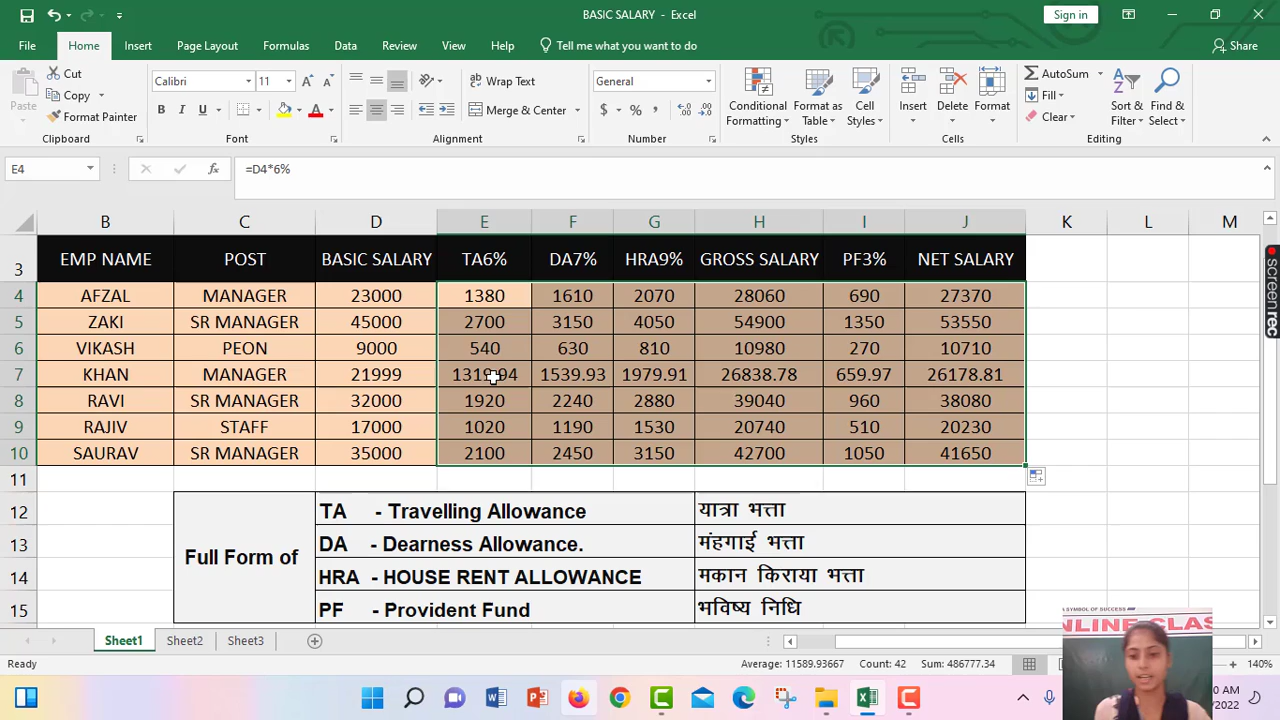 BASIC SALARY - Excel
Sign in
File Home Insert Page Layout Formulas Data Review View Help Tell me what you want to do Share
Paste
Cut
Copy
Format Painter
Clipboard
Calibri 11
B I U
Font
Wrap Text
Merge & Center
Alignment
General
$ % ,
Number
Conditional Formatting
Format as Table
Cell Styles
Styles
Insert
Delete
Format
Cells
AutoSum
Fill
Clear
Sort & Filter
Find & Select
Editing
E4 fx =D4*6%
B C D E F G H I J K L M
3 EMP NAME POST BASIC SALARY TA6% DA7% HRA9% GROSS SALARY PF3% NET SALARY
4 AFZAL MANAGER 23000 1380 1610 2070 28060 690 27370
5 ZAKI SR MANAGER 45000 2700 3150 4050 54900 1350 53550
6 VIKASH PEON 9000 540 630 810 10980 270 10710
7 KHAN MANAGER 21999 1319.94 1539.93 1979.91 26838.78 659.97 26178.81
8 RAVI SR MANAGER 32000 1920 2240 2880 39040 960 38080
9 RAJIV STAFF 17000 1020 1190 1530 20740 510 20230
10 SAURAV SR MANAGER 35000 2100 2450 3150 42700 1050 41650
11
12 TA - Travelling Allowance यात्रा भत्ता
13 DA - Dearness Allowance. मंहगाई भत्ता
Full Form of
14 HRA - HOUSE RENT ALLOWANCE मकान किराया भत्ता
15 PF - Provident Fund भविष्य निधि
Sheet1 Sheet2 Sheet3
Ready Average: 11589.93667 Count: 42 Sum: 486777.34 140%
screen rec
A SYMBOL OF SUCCESS
ONLINE CLAS